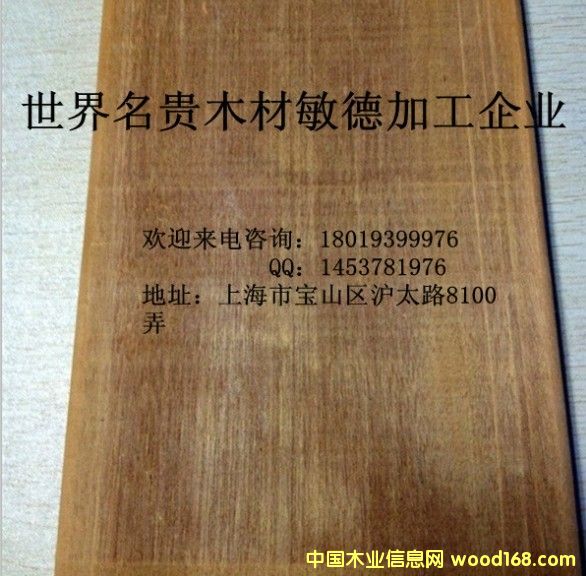 世界名贵木材敏德加工企业
欢迎来电咨询：18019399976
QQ：1453781976
地址：上海市宝山区沪太路8100
弄
中国木业信息网 wood168.com